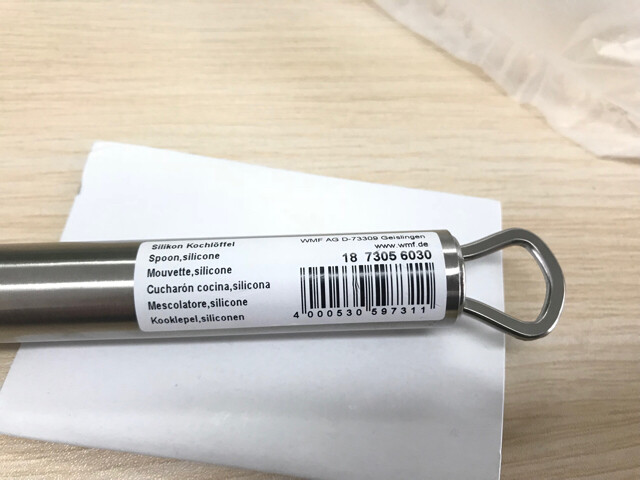 Silikon Kochlöffel
Spoon,silicone
Mouvette,silicone
Cucharón cocina,silicona
Mescolatore,silicone
Kooklepel,siliconen
WMF AG D-73309 Geislingen
www.wmf.de
18 7305 6030
4 000530 597311